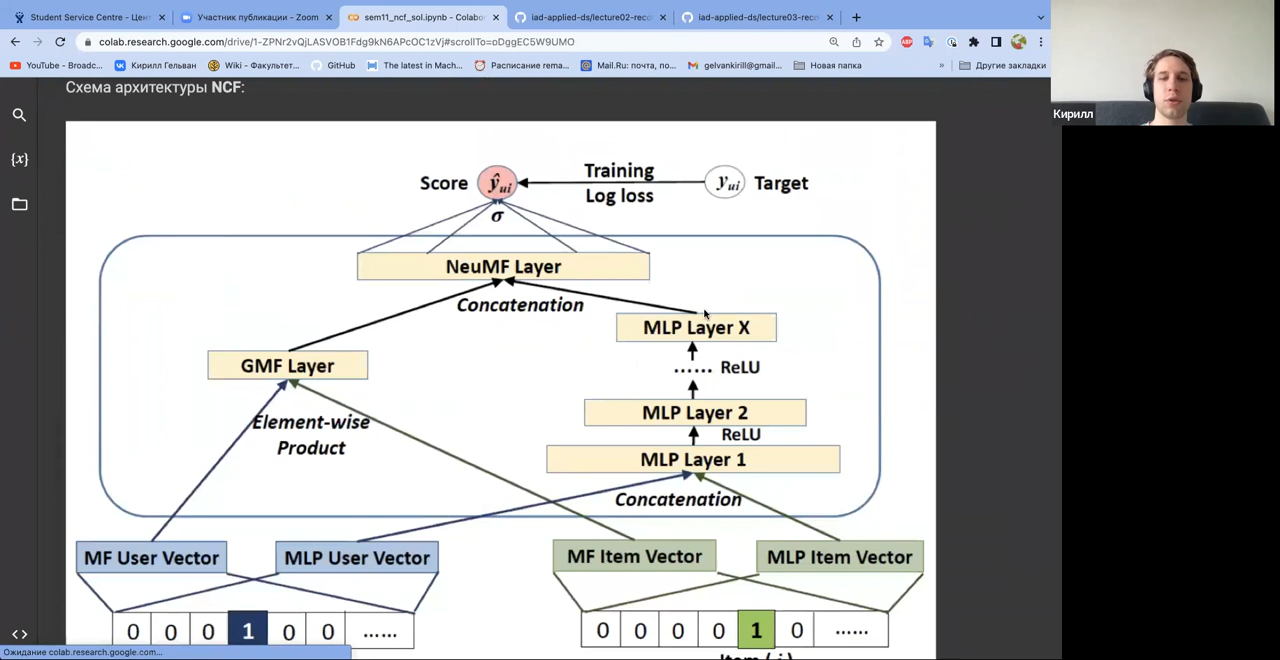 Student Service Centre - Цент
Участник публикации - Zoom
sem11_ncf_sol.ipynb - Colabo
iad-applied-ds/lecture02-reco
iad-applied-ds/lecture03-reco
colab.research.google.com/drive/1-ZPNr2vQjLASVOB1Fdg9kN6APcOC1zVj#scrollTo=oDggEC5W9UMO
YouTube - Broadc...
Кирилл Гельван
Wiki - Факультет...
GitHub
The latest in Mach...
Расписание rema...
Mail.Ru: почта, по...
gelvankirill@gmail...
Новая папка
»
Другие закладки
Схема архитектуры NCF:
Кирилл
{x}
Score
ŷui
Training
Log loss
yui
Target
σ
NeuMF Layer
Concatenation
MLP Layer X
GMF Layer
...... ReLU
Element-wise
Product
MLP Layer 2
ReLU
MLP Layer 1
Concatenation
MF User Vector
MLP User Vector
MF Item Vector
MLP Item Vector
0 0 0 1 0 0 ......
0 0 0 0 1 0 ......
Ожидание colab.research.google.com...